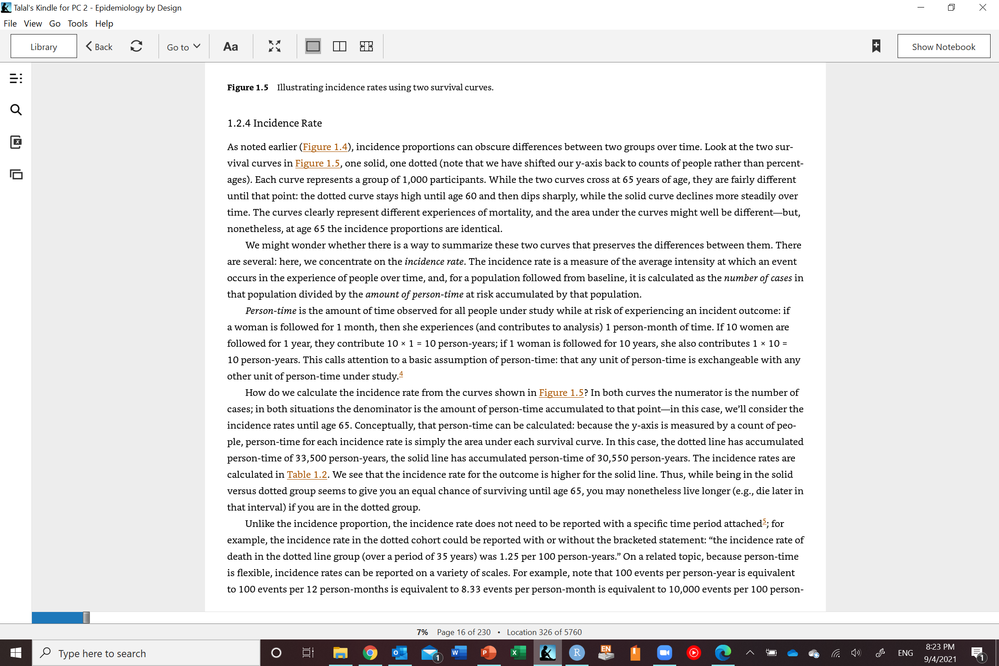 Talal's Kindle for PC 2 - Epidemiology by Design
File View Go Tools Help
Library Back Go to Aa Show Notebook
Figure 1.5 Illustrating incidence rates using two survival curves.
1.2.4 Incidence Rate
As noted earlier (Figure 1.4), incidence proportions can obscure differences between two groups over time. Look at the two sur-
vival curves in Figure 1.5, one solid, one dotted (note that we have shifted our y-axis back to counts of people rather than percent-
ages). Each curve represents a group of 1,000 participants. While the two curves cross at 65 years of age, they are fairly different
until that point: the dotted curve stays high until age 60 and then dips sharply, while the solid curve declines more steadily over
time. The curves clearly represent different experiences of mortality, and the area under the curves might well be different—but,
nonetheless, at age 65 the incidence proportions are identical.
We might wonder whether there is a way to summarize these two curves that preserves the differences between them. There
are several: here, we concentrate on the incidence rate. The incidence rate is a measure of the average intensity at which an event
occurs in the experience of people over time, and, for a population followed from baseline, it is calculated as the number of cases in
that population divided by the amount of person-time at risk accumulated by that population.
Person-time is the amount of time observed for all people under study while at risk of experiencing an incident outcome: if
a woman is followed for 1 month, then she experiences (and contributes to analysis) 1 person-month of time. If 10 women are
followed for 1 year, they contribute 10 × 1 = 10 person-years; if 1 woman is followed for 10 years, she also contributes 1 × 10 =
10 person-years. This calls attention to a basic assumption of person-time: that any unit of person-time is exchangeable with any
other unit of person-time under study.4
How do we calculate the incidence rate from the curves shown in Figure 1.5? In both curves the numerator is the number of
cases; in both situations the denominator is the amount of person-time accumulated to that point—in this case, we’ll consider the
incidence rates until age 65. Conceptually, that person-time can be calculated: because the y-axis is measured by a count of peo-
ple, person-time for each incidence rate is simply the area under each survival curve. In this case, the dotted line has accumulated
person-time of 33,500 person-years, the solid line has accumulated person-time of 30,550 person-years. The incidence rates are
calculated in Table 1.2. We see that the incidence rate for the outcome is higher for the solid line. Thus, while being in the solid
versus dotted group seems to give you an equal chance of surviving until age 65, you may nonetheless live longer (e.g., die later in
that interval) if you are in the dotted group.
Unlike the incidence proportion, the incidence rate does not need to be reported with a specific time period attached5; for
example, the incidence rate in the dotted cohort could be reported with or without the bracketed statement: “the incidence rate of
death in the dotted line group (over a period of 35 years) was 1.25 per 100 person-years.” On a related topic, because person-time
is flexible, incidence rates can be reported on a variety of scales. For example, note that 100 events per person-year is equivalent
to 100 events per 12 person-months is equivalent to 8.33 events per person-month is equivalent to 10,000 events per 100 person-
7% Page 16 of 230 • Location 326 of 5760
Type here to search
O 1 W P X R EN
ENG
8:23 PM
9/4/2021
1